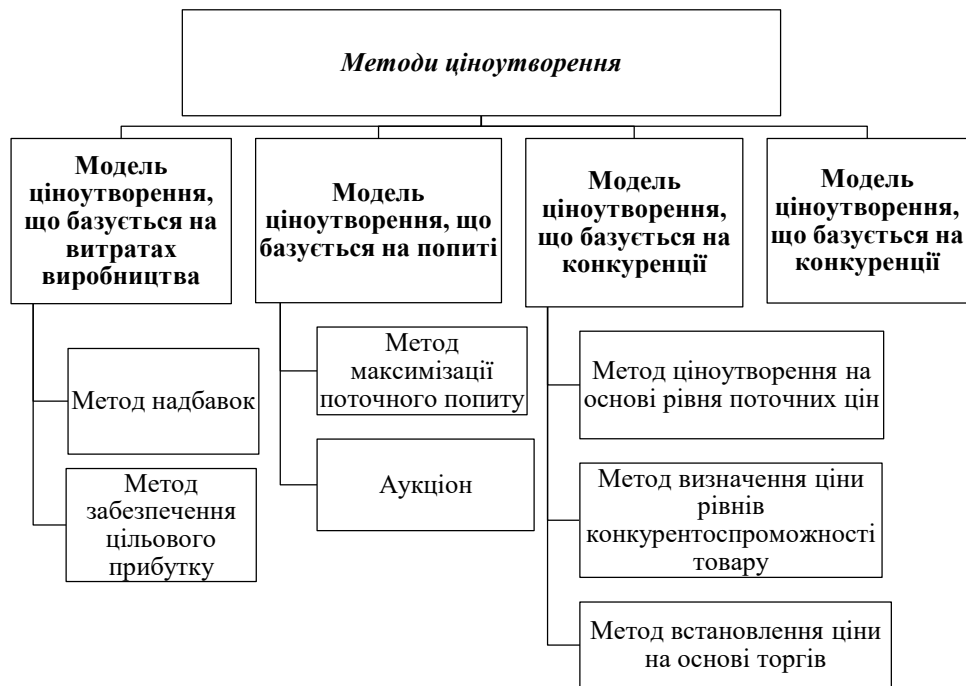 Методи ціноутворення
Модель
ціноутворення,
що базується на
витратах
виробництва
Метод надбавок
Метод
забезпечення
цільового
прибутку
Модель
ціноутворення, що
базується на попиті
Метод
максимізації
поточного попиту
Аукціон
Модель
ціноутворення,
що базується на
конкуренції
Метод ціноутворення на
основі рівня поточних цін
Метод визначення ціни
рівнів
конкурентоспроможності
товару
Метод встановлення ціни
на основі торгів
Модель
ціноутворення,
що базується на
конкуренції